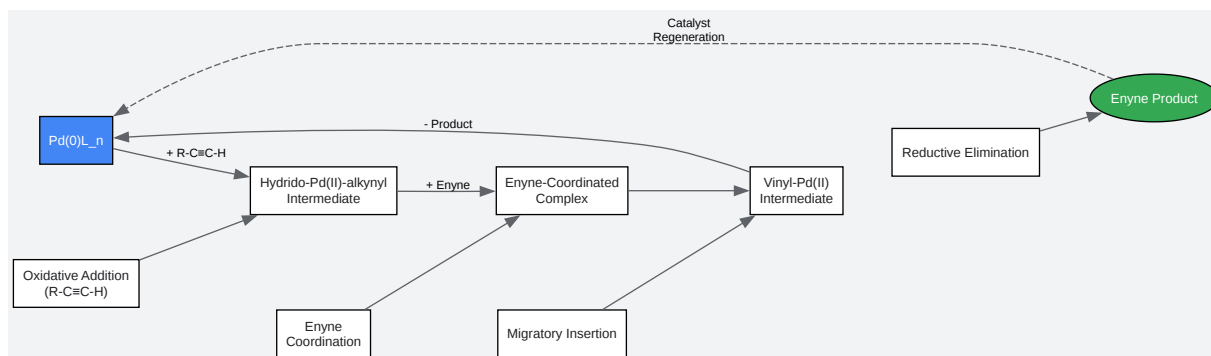 Catalyst
Regeneration
Enyne Product
Pd(0)L_n
- Product
Reductive Elimination
+ R-C≡C-H
Hydrido-Pd(II)-alkynyl
Intermediate
+ Enyne
Enyne-Coordinated
Complex
Vinyl-Pd(II)
Intermediate
Oxidative Addition
(R-C≡C-H)
Enyne
Coordination
Migratory Insertion